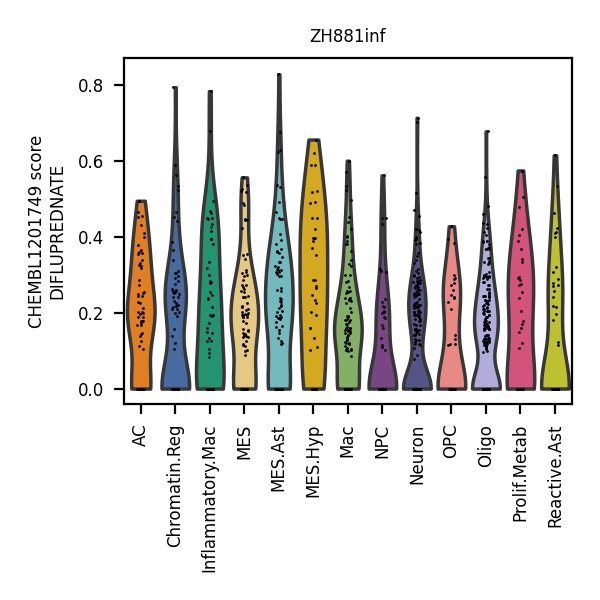 ZH881inf
CHEMBL1201749 score
DIFLUPREDNATE
0.8
0.6
0.4
0.2
0.0
AC
Chromatin.Reg
Inflammatory.Mac
MES
MES.Ast
MES.Hyp
Mac
NPC
Neuron
OPC
Oligo
Prolif.Metab
Reactive.Ast